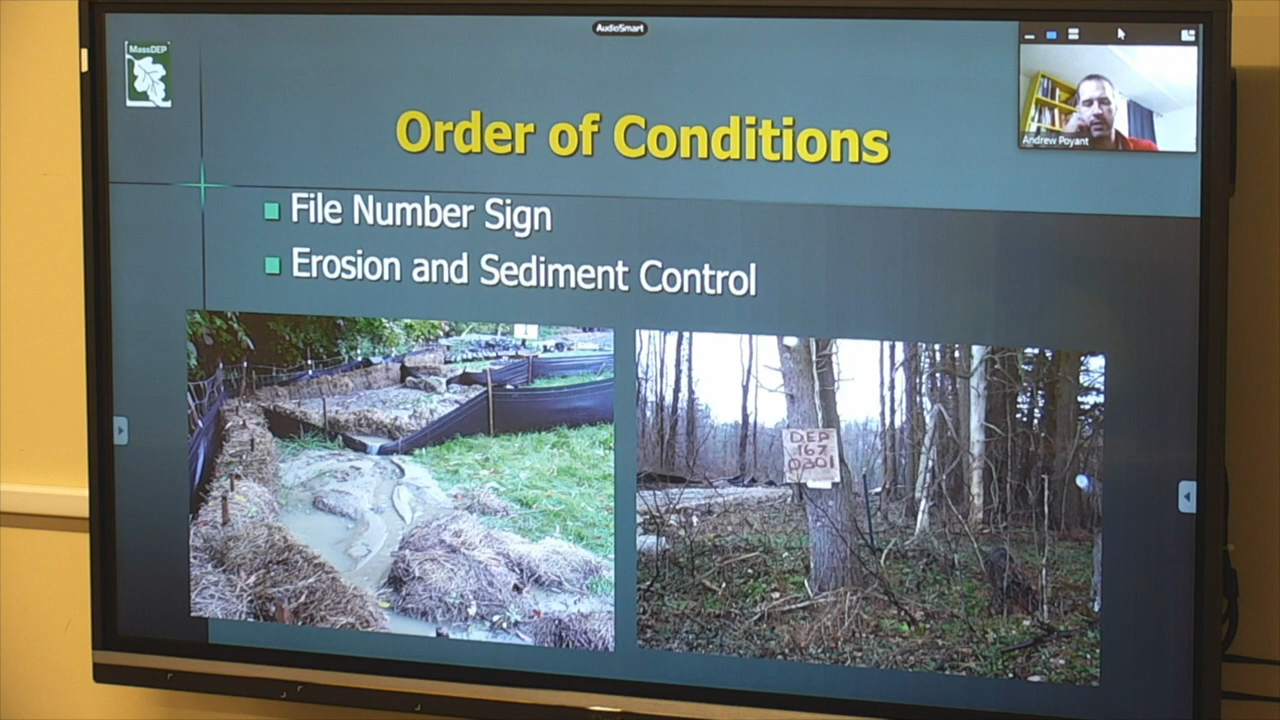 AudioSmart
MassDEP
Order of Conditions
Andrew Poyant
File Number Sign
Erosion and Sediment Control
DEP
167
0301